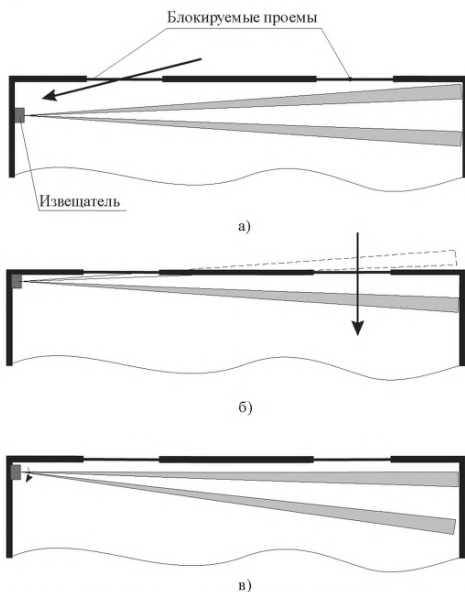 Блокируемые проемы
Извещатель
а)
б)
в)